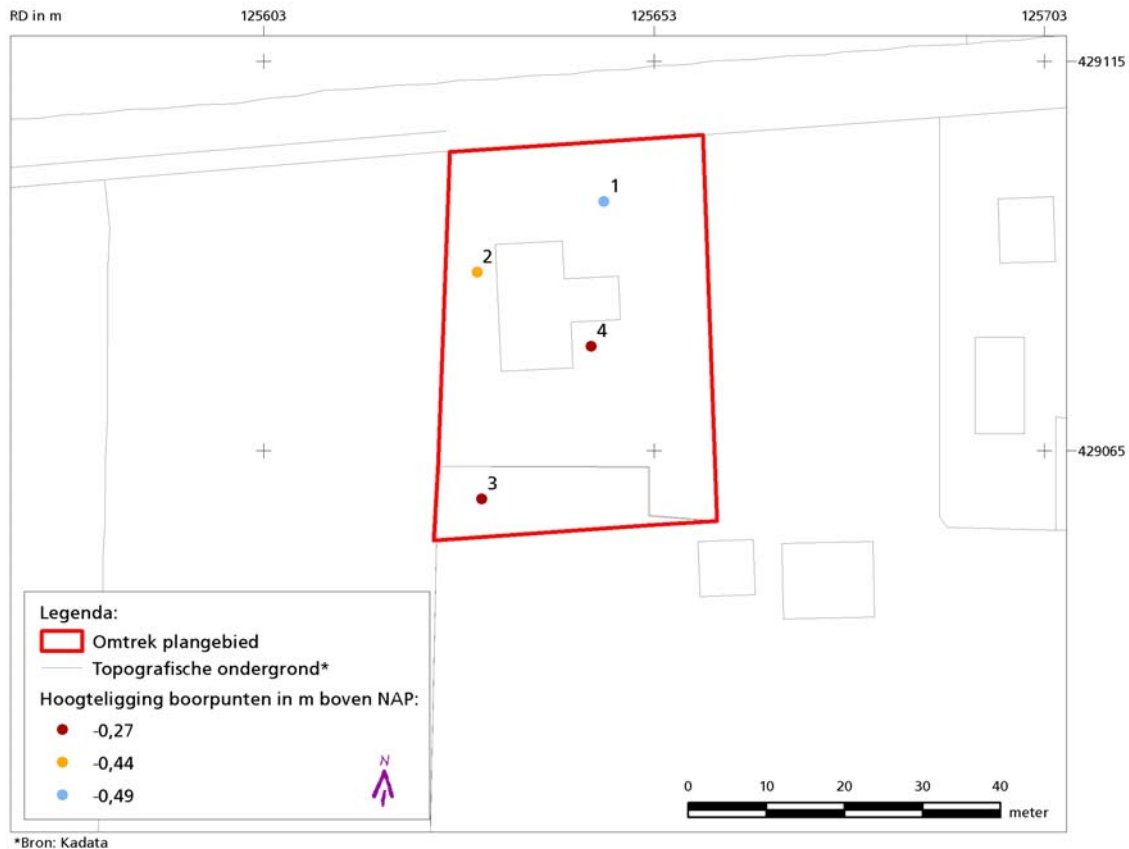 RD in m 125603 125653 125703
429115
1
2
4
429065
3
Legenda:
Omtrek plangebied
Topografische ondergrond*
Hoogteligging boorpunten in m boven NAP:
-0,27
-0,44
-0,49
N
0 10 20 30 40
meter
*Bron: Kadata